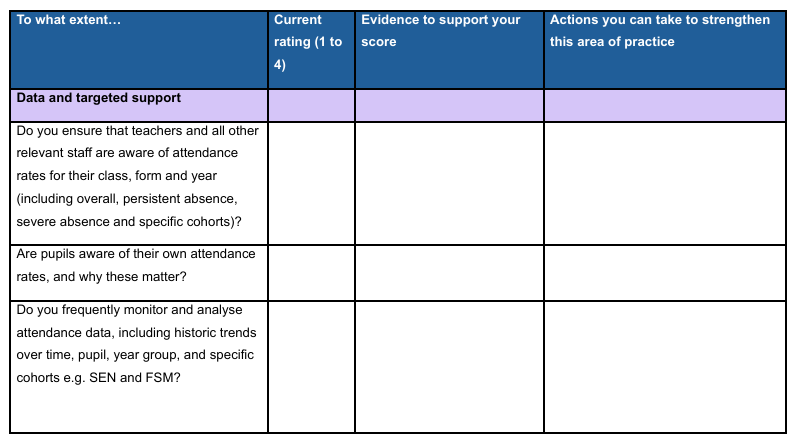 To what extent…
Current
rating (1 to
4)
Evidence to support your
score
Actions you can take to strengthen
this area of practice
Data and targeted support
Do you ensure that teachers and all other
relevant staff are aware of attendance
rates for their class, form and year
(including overall, persistent absence,
severe absence and specific cohorts)?
Are pupils aware of their own attendance
rates, and why these matter?
Do you frequently monitor and analyse
attendance data, including historic trends
over time, pupil, year group, and specific
cohorts e.g. SEN and FSM?